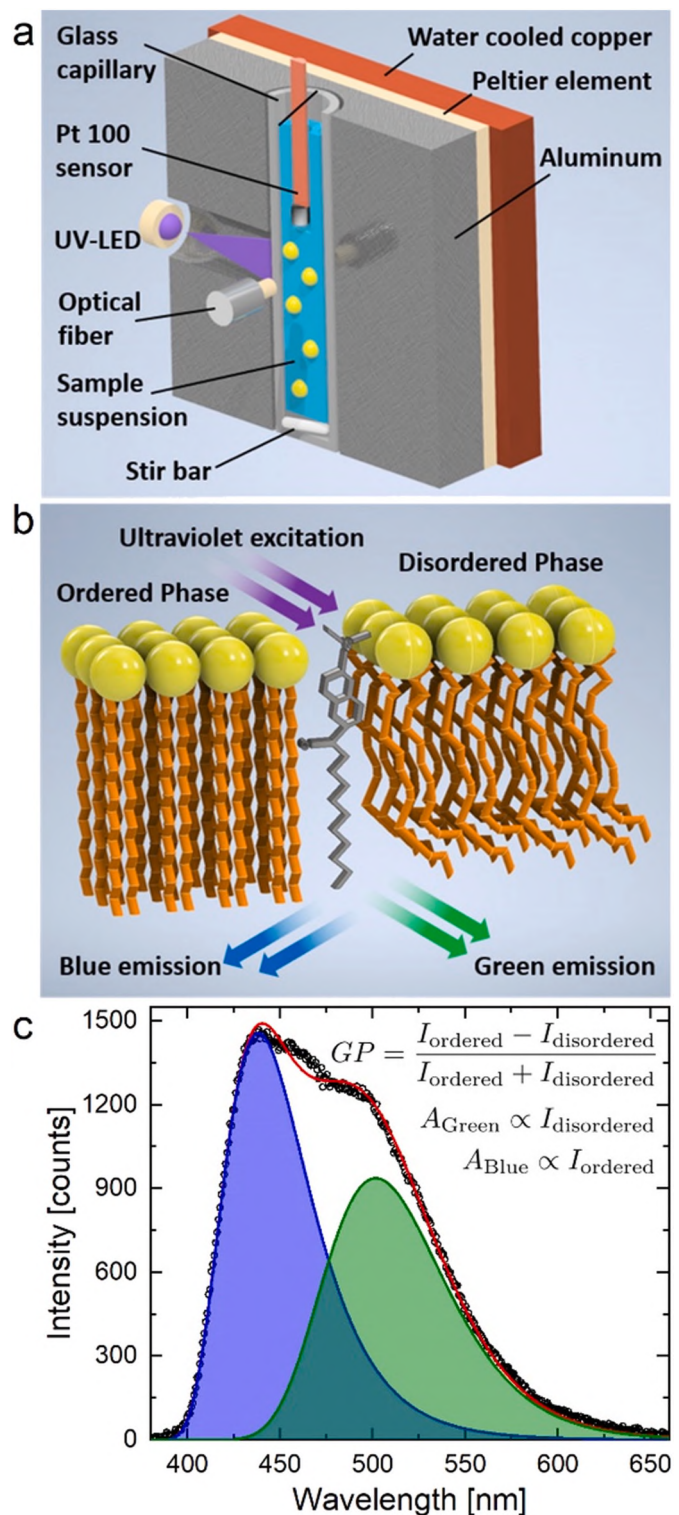 a
Glass
capillary
Water cooled copper
Peltier element
Pt 100
sensor
Aluminum
UV-LED
Optical
fiber
Sample
suspension
Stir bar
b
Ultraviolet excitation
Ordered Phase
Disordered Phase
Blue emission
Green emission
c
GP = (I_ordered − I_disordered) / (I_ordered + I_disordered)
A_Green ∝ I_disordered
A_Blue ∝ I_ordered
Intensity [counts]
1500
1200
900
600
300
0
400 450 500 550 600 650
Wavelength [nm]